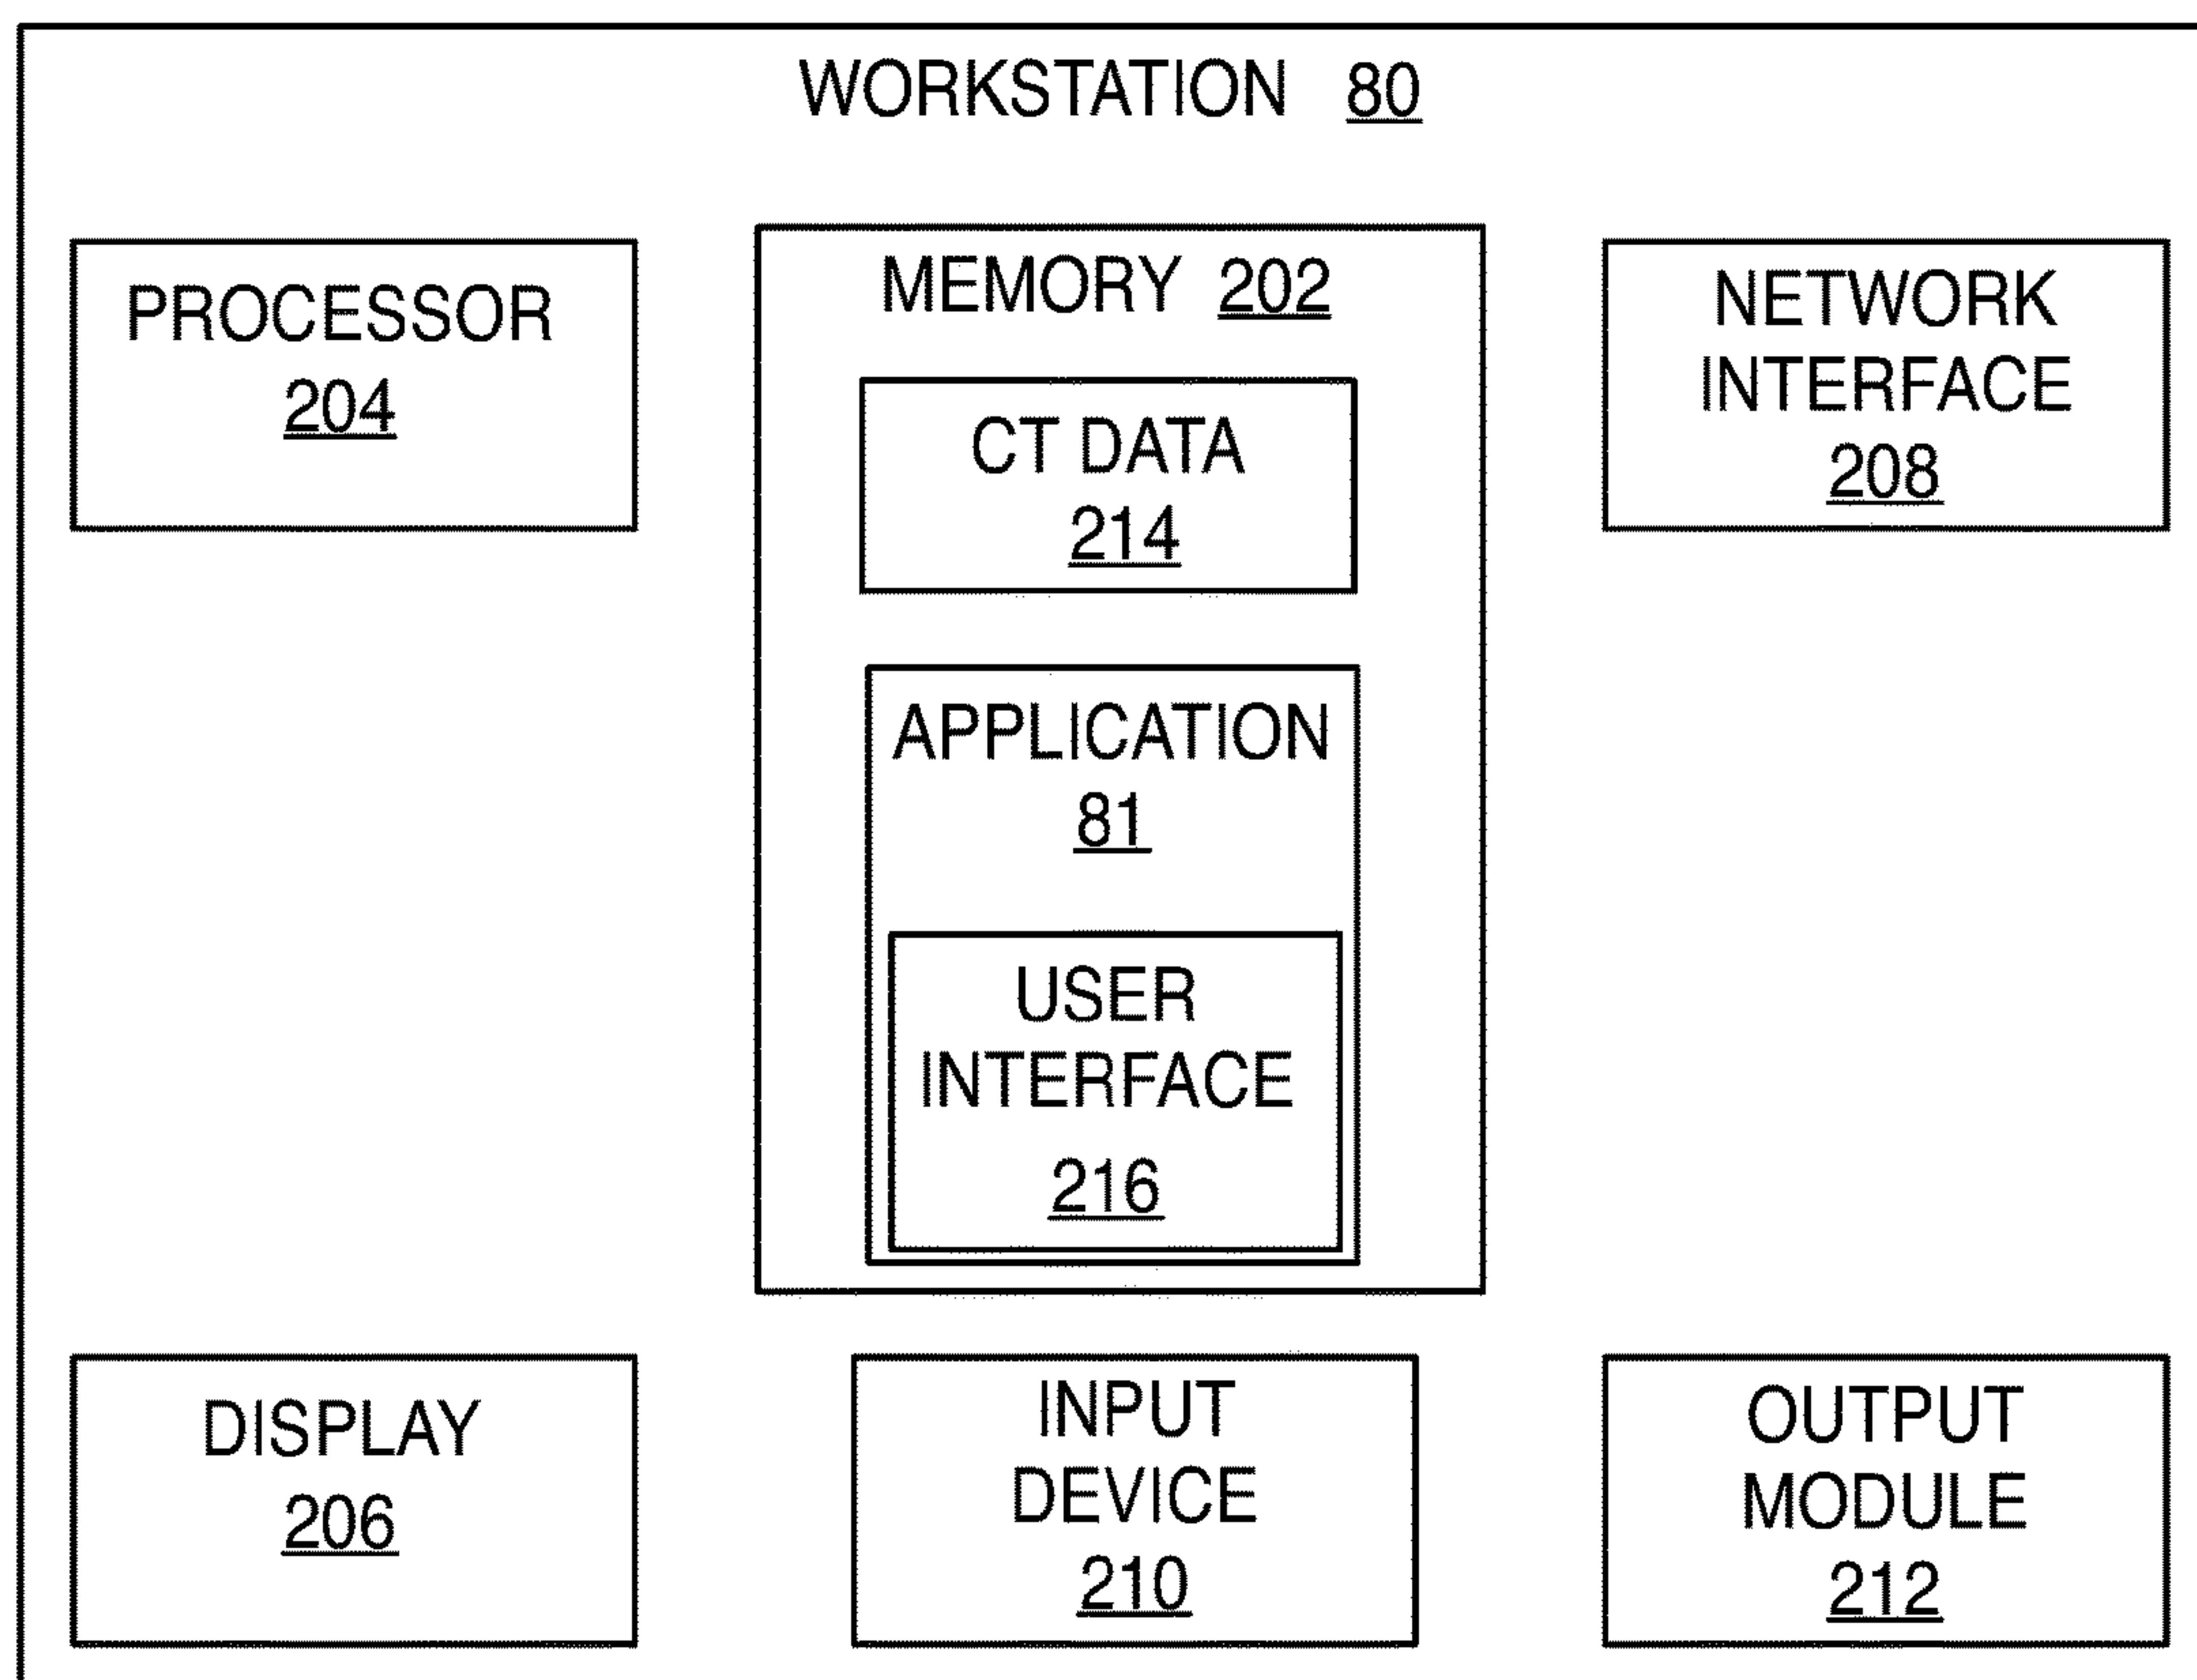 WORKSTATION 80
PROCESSOR
204
MEMORY 202
CT DATA
214
APPLICATION
81
USER
INTERFACE
216
NETWORK
INTERFACE
208
DISPLAY
206
INPUT
DEVICE
210
OUTPUT
MODULE
212